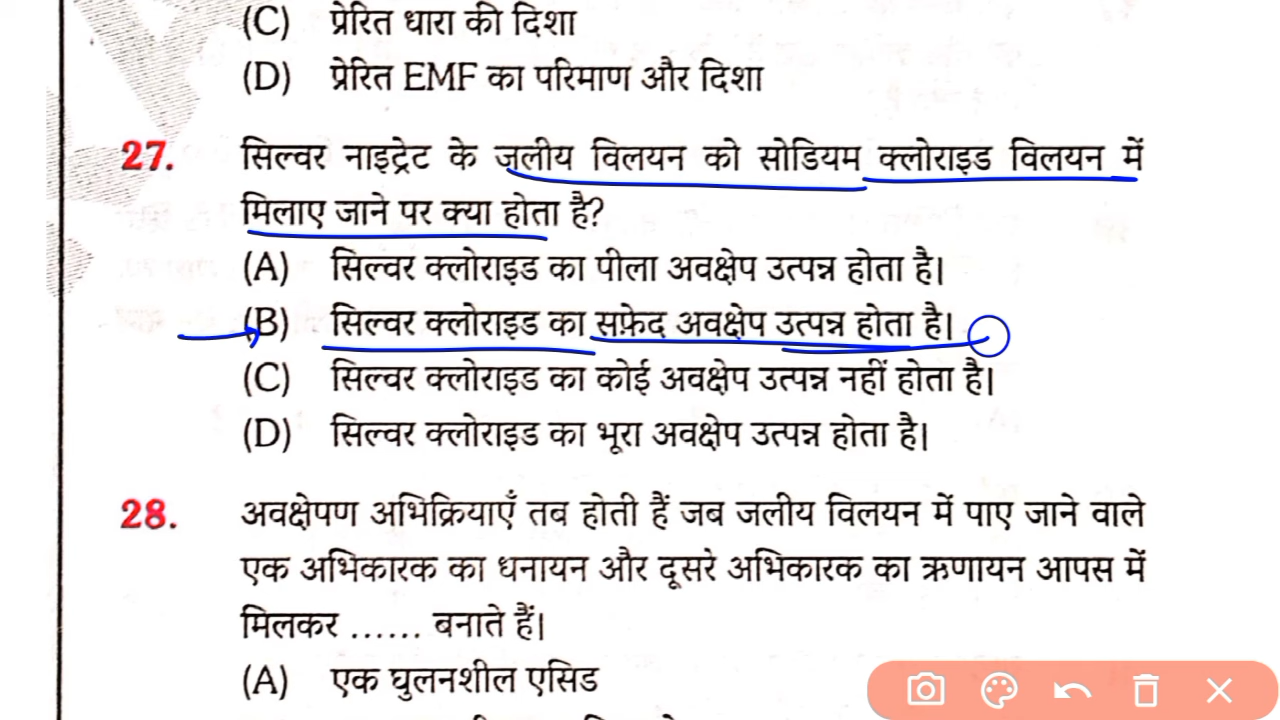 (C) प्रेरित धारा की दिशा
(D) प्रेरित EMF का परिमाण और दिशा
27. सिल्वर नाइट्रेट के जलीय विलयन को सोडियम क्लोराइड विलयन में
मिलाए जाने पर क्या होता है?
(A) सिल्वर क्लोराइड का पीला अवक्षेप उत्पन्न होता है।
(B) सिल्वर क्लोराइड का सफ़ेद अवक्षेप उत्पन्न होता है।
(C) सिल्वर क्लोराइड का कोई अवक्षेप उत्पन्न नहीं होता है।
(D) सिल्वर क्लोराइड का भूरा अवक्षेप उत्पन्न होता है।
28. अवक्षेपण अभिक्रियाएँ तब होती हैं जब जलीय विलयन में पाए जाने वाले
एक अभिकारक का धनायन और दूसरे अभिकारक का ऋणायन आपस में
मिलकर ...... बनाते हैं।
(A) एक घुलनशील एसिड